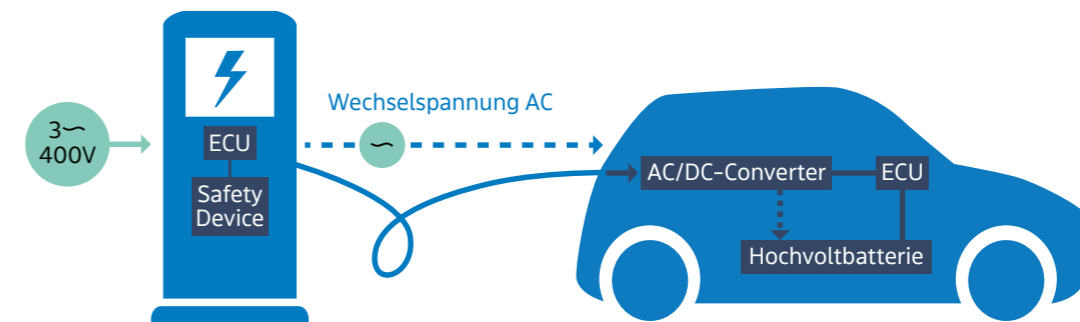 3~
400V
ECU
Safety
Device
Wechselspannung AC
~
AC/DC-Converter
ECU
Hochvoltbatterie